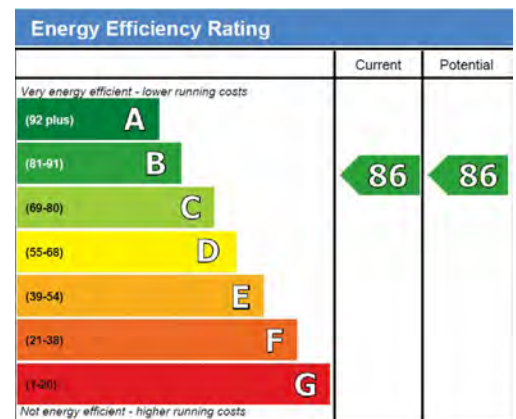 Energy Efficiency Rating
Current Potential
Very energy efficient - lower running costs
(92 plus) A
(81-91) B 86 86
(69-80) C
(55-68) D
(39-54) E
(21-38) F
(1-20) G
Not energy efficient - higher running costs